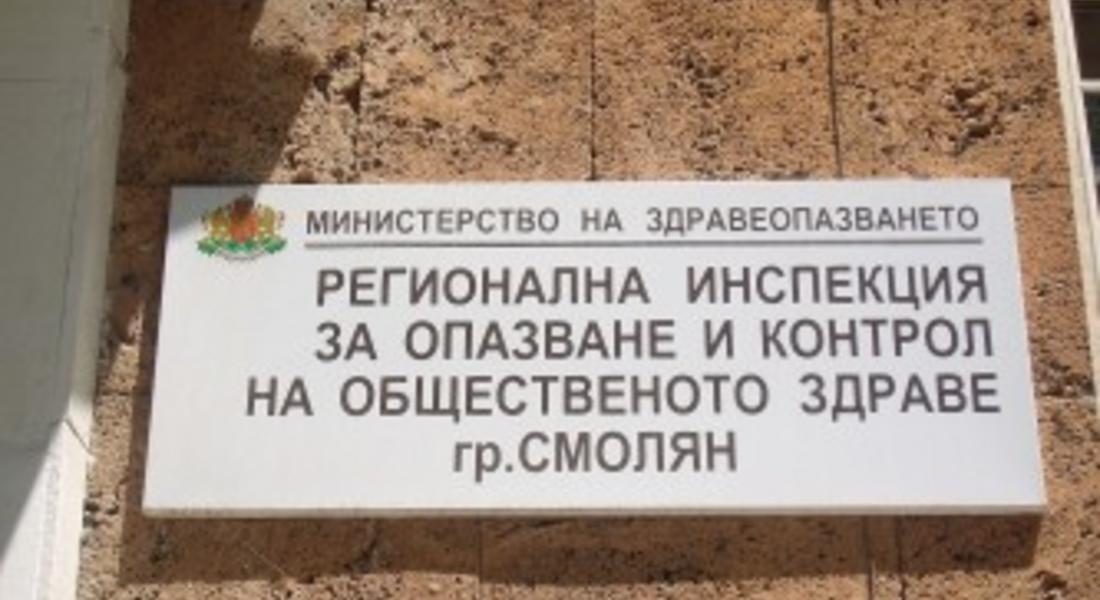 МИНИСТЕРСТВО НА ЗДРАВЕОПАЗВАНЕТО
РЕГИОНАЛНА ИНСПЕКЦИЯ
ЗА ОПАЗВАНЕ И КОНТРОЛ
НА ОБЩЕСТВЕНОТО ЗДРАВЕ
гр.СМОЛЯН